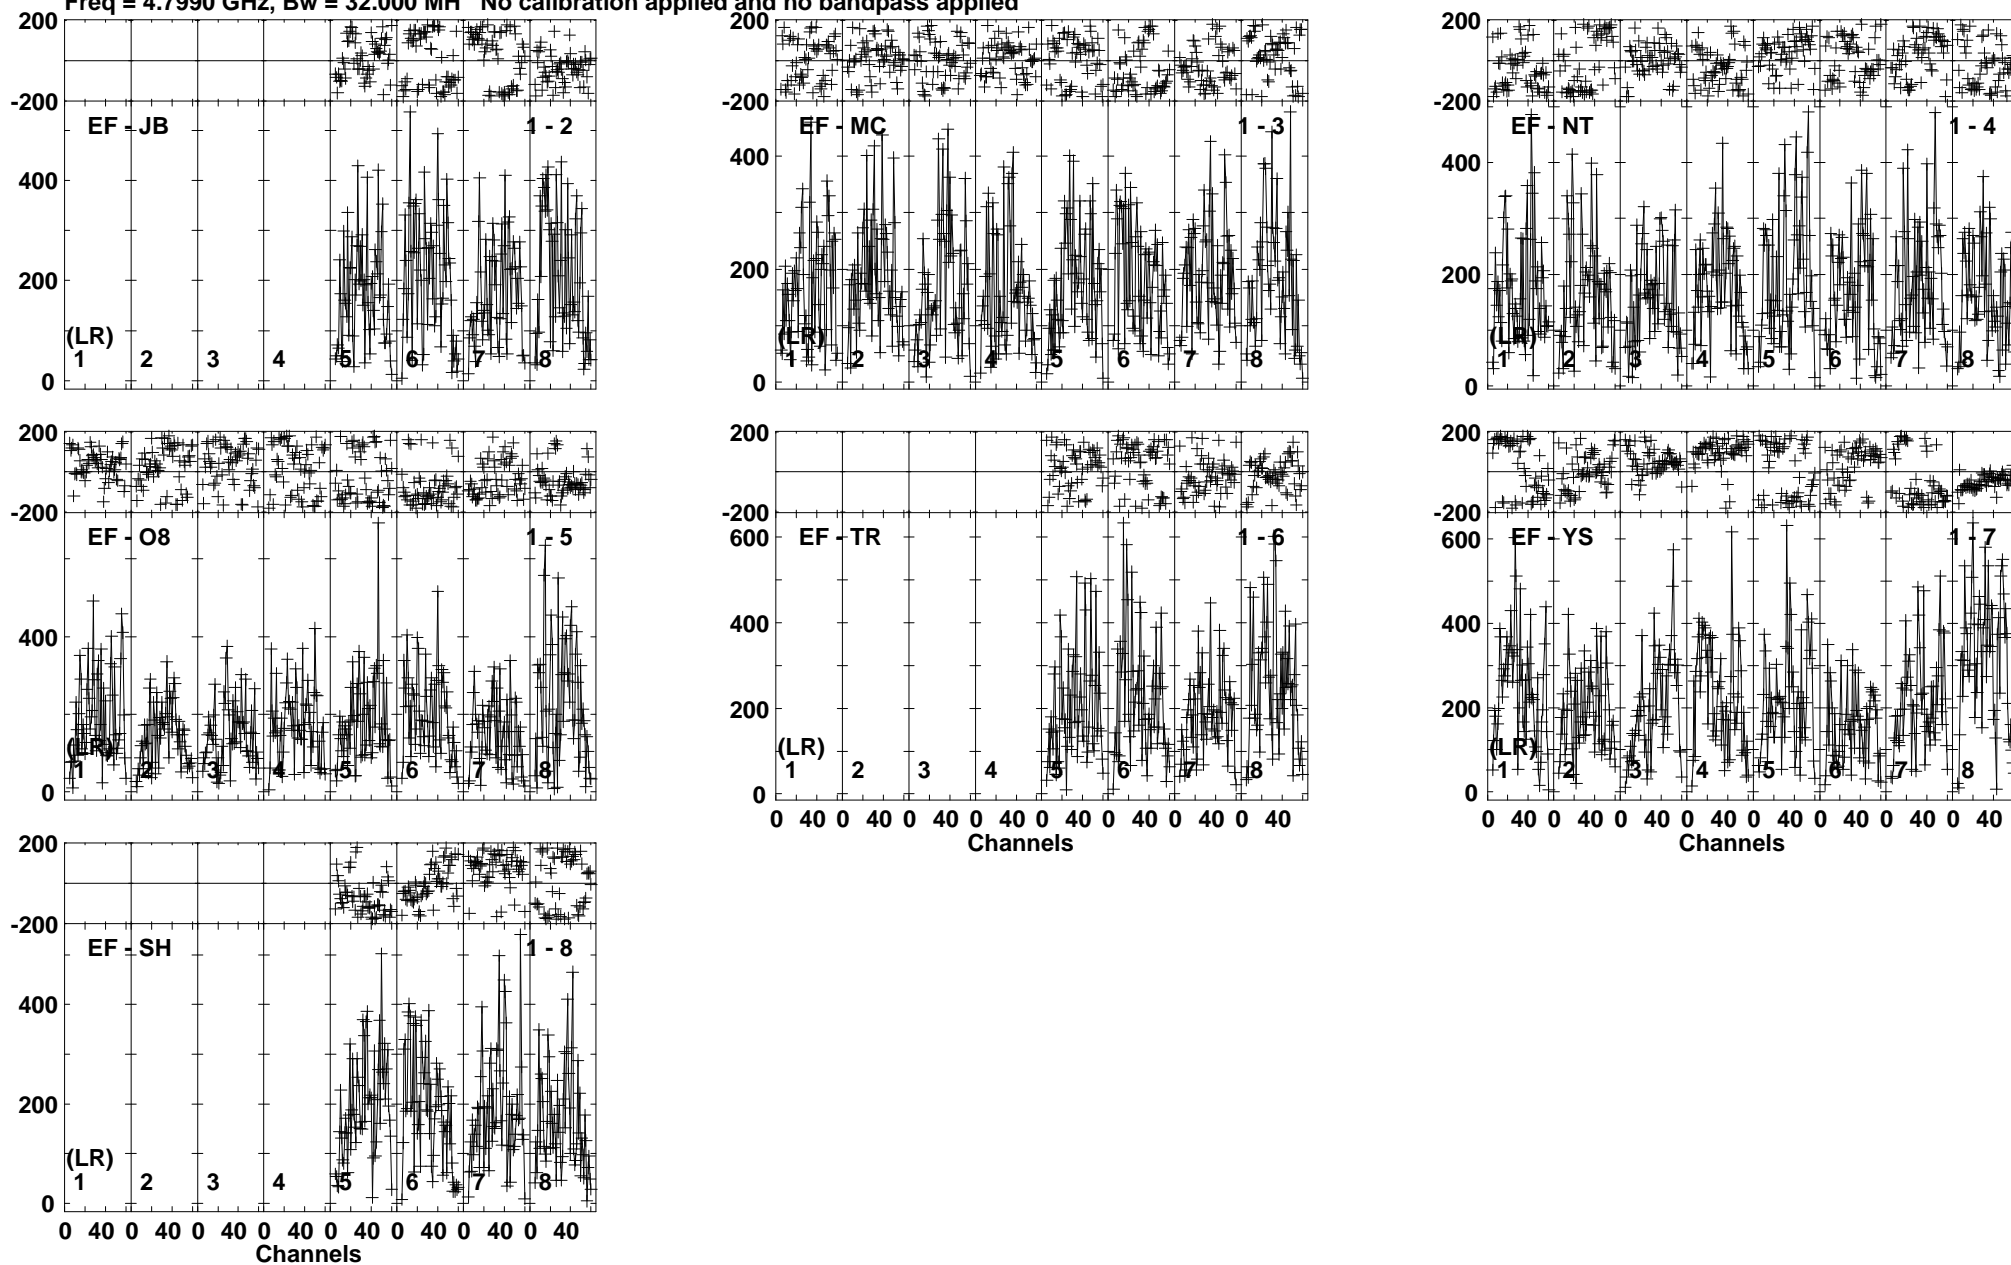 Freq = 4.7990 GHz, Bw = 32.000 MH No calibration applied and no bandpass applied
200
-200
EF - JB 1 - 2
400
200
0
(LR)
1 2 3 4 5 6 7 8
200
-200
EF - MC 1 - 3
400
200
0
(LR)
1 2 3 4 5 6 7 8
200
-200
EF - NT 1 - 4
400
200
0
(LR)
1 2 3 4 5 6 7 8
200
-200
EF - O8 1 - 5
400
0
(LR)
1 2 3 4 5 6 7 8
200
-200
EF - TR 1 - 6
600
400
200
0
(LR)
1 2 3 4 5 6 7 8
0 40 0 40 0 40 0 40 0 40 0 40 0 40 0 40
Channels
200
-200
EF - YS 1 - 7
600
400
200
0
(LR)
1 2 3 4 5 6 7 8
0 40 0 40 0 40 0 40 0 40 0 40 0 40 0 40
Channels
200
-200
EF - SH 1 - 8
400
200
0
(LR)
1 2 3 4 5 6 7 8
0 40 0 40 0 40 0 40 0 40 0 40 0 40 0 40
Channels